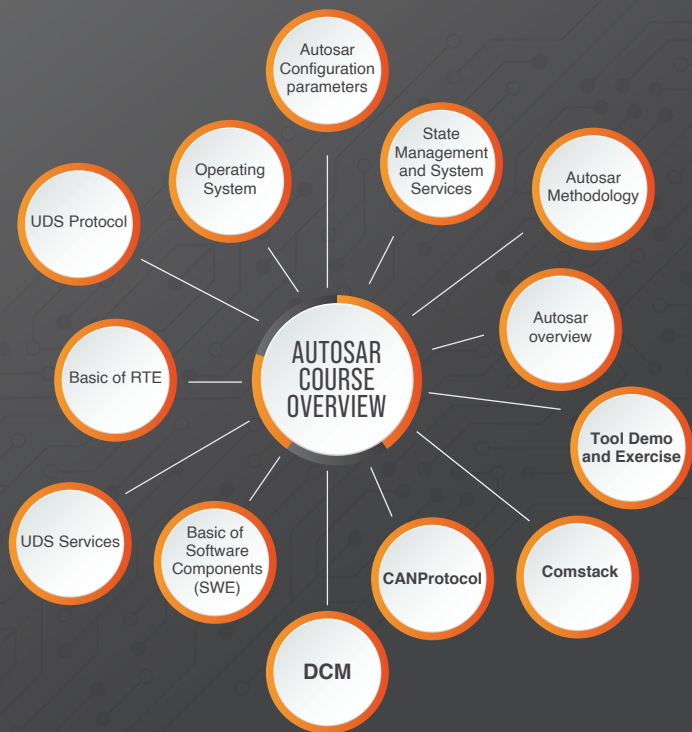 Autosar
Configuration
parameters
State
Management
and System
Services
Operating
System
Autosar
Methodology
UDS Protocol
Autosar
overview
AUTOSAR
COURSE
OVERVIEW
Basic of RTE
Tool Demo
and Exercise
UDS Services
Basic of
Software
Components
(SWE)
CANProtocol
Comstack
DCM